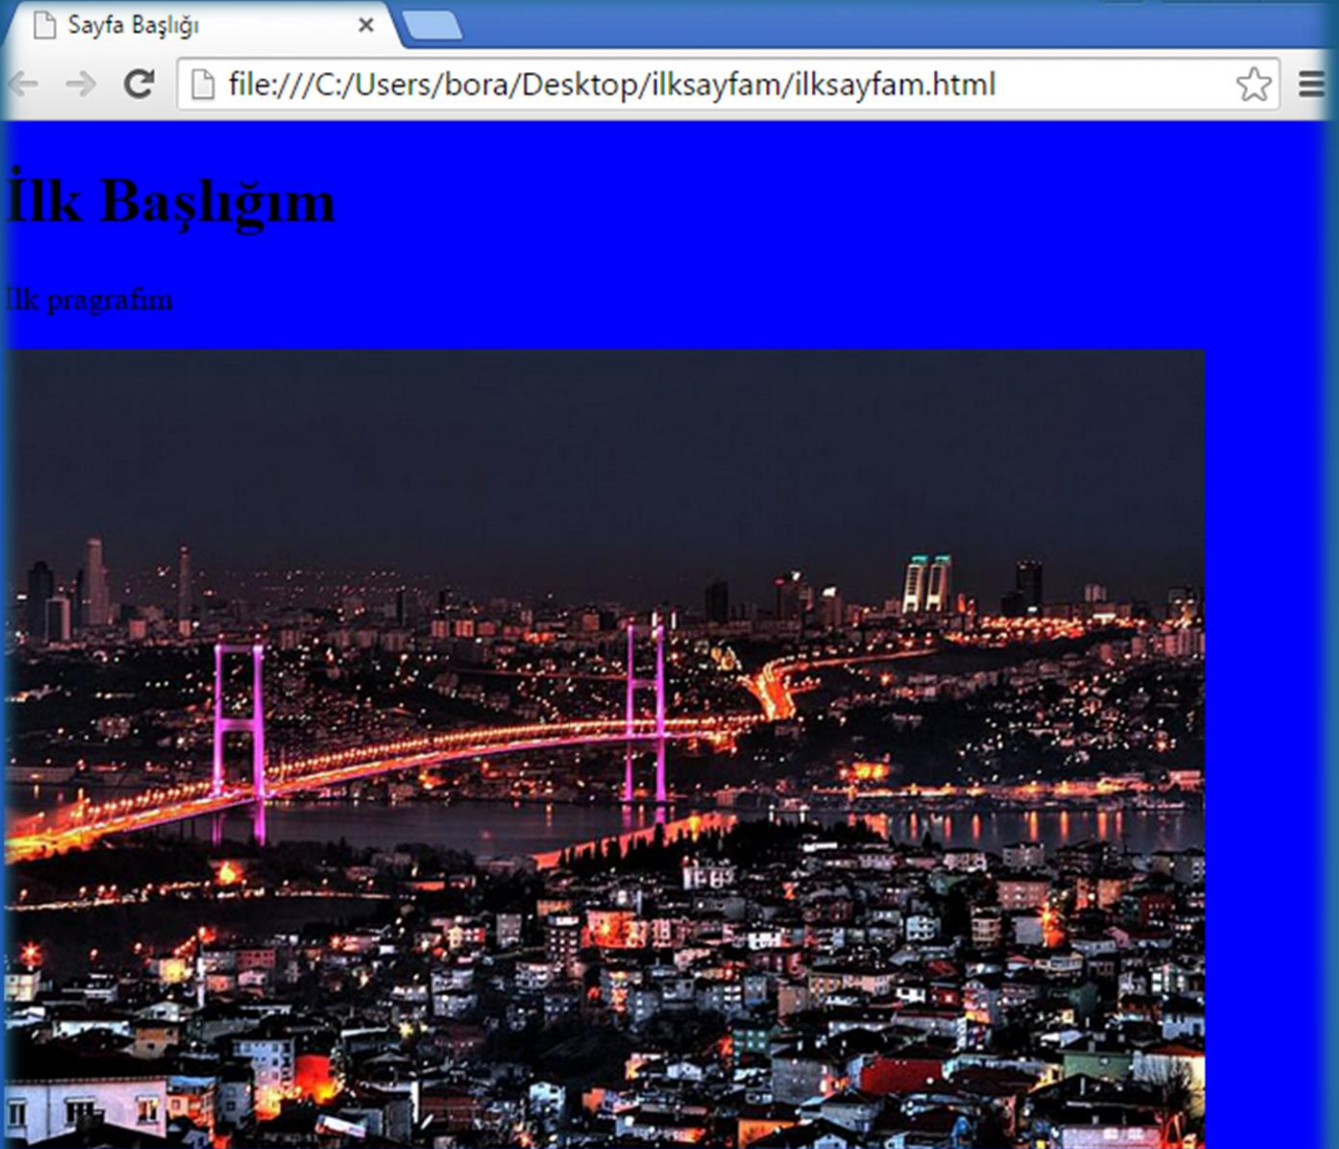 Sayfa Başlığı
file:///C:/Users/bora/Desktop/ilksayfam/ilksayfam.html
İlk Başlığım
İlk pragrafım